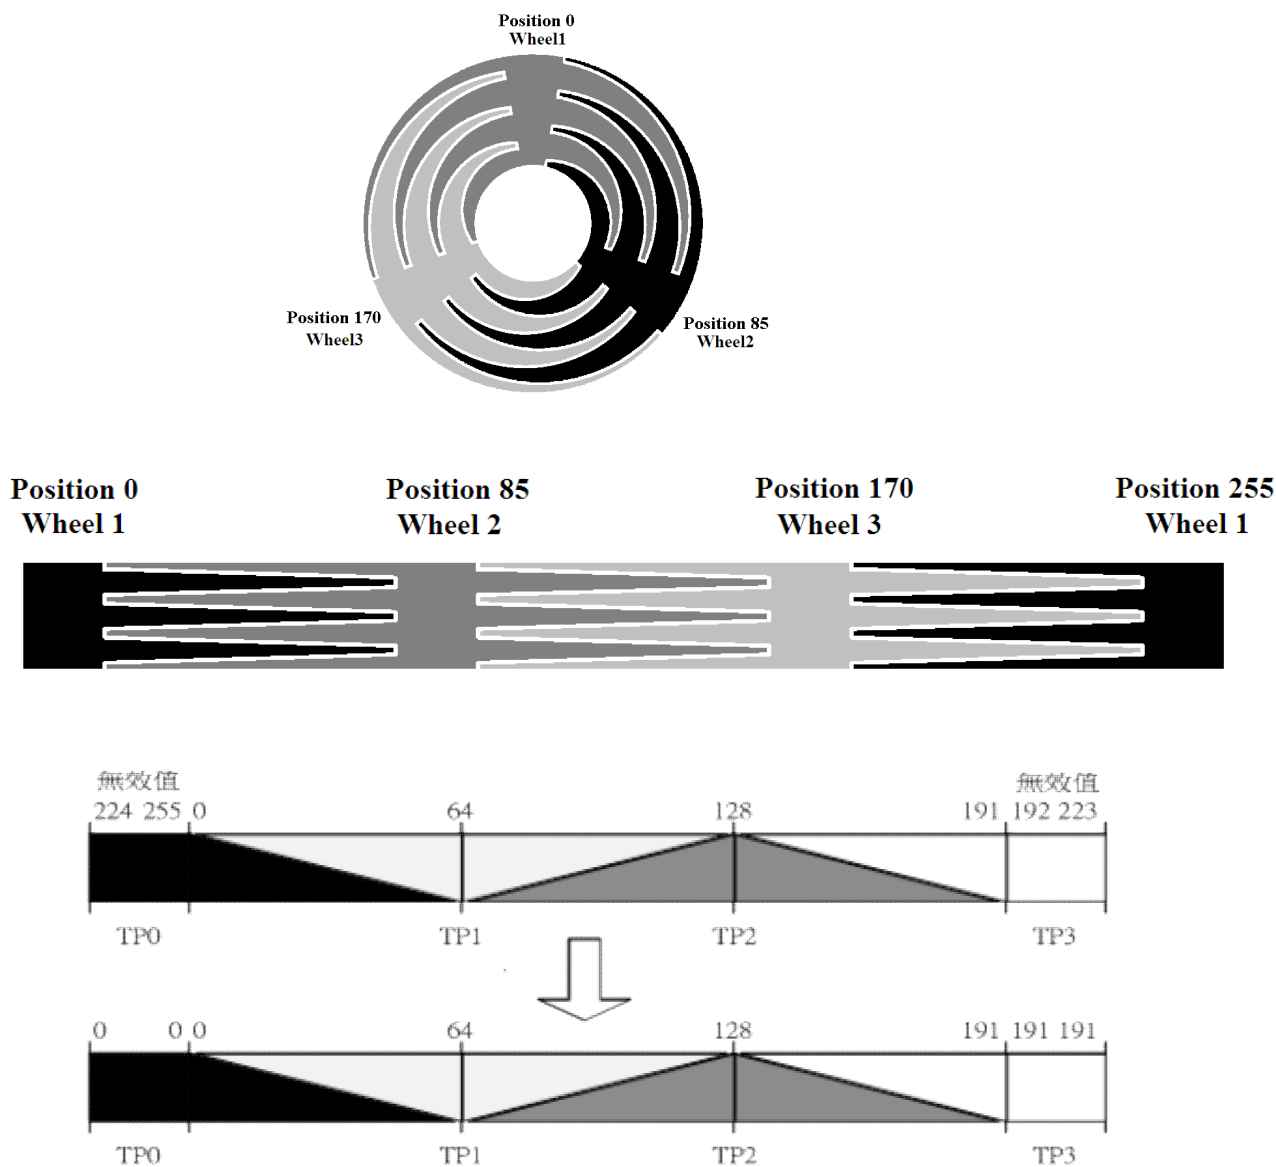 Position 0
Wheel1
Position 170
Wheel3
Position 85
Wheel2
Position 0
Wheel 1
Position 85
Wheel 2
Position 170
Wheel 3
Position 255
Wheel 1
無效值
無效值
224 255 0 64 128 191 192 223
TP0 TP1 TP2 TP3
0 0 0 64 128 191 191 191
TP0 TP1 TP2 TP3